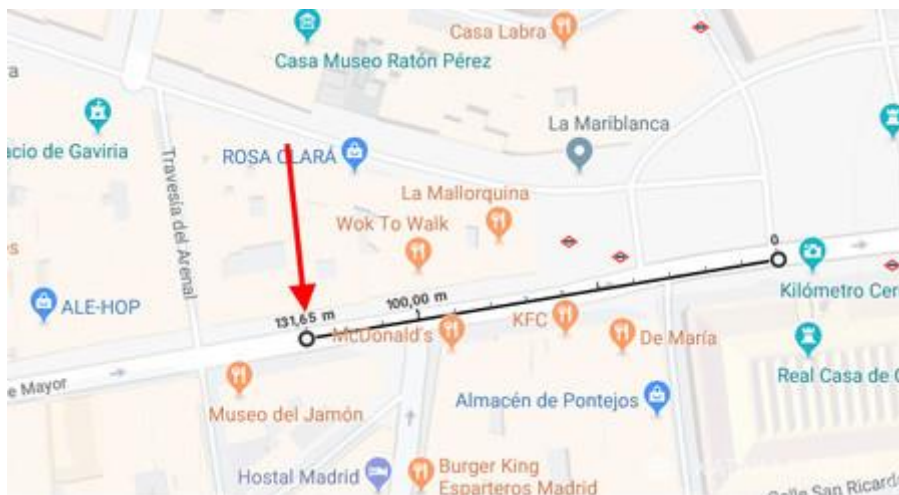 Casa Labra
Casa Museo Ratón Pérez
a
La Mariblanca
acio de Gaviria
Travesía del Arenal
ROSA CLARÁ
La Mallorquina
Wok To Walk
es
0
ALE-HOP
131,65 m
100,00 m
Kilómetro Cer
McDonald's
KFC
De María
e Mayor
Real Casa de C
Museo del Jamón
Almacén de Pontejos
Hostal Madrid
Burger King
Esparteros Madrid
Calle San Ricardo